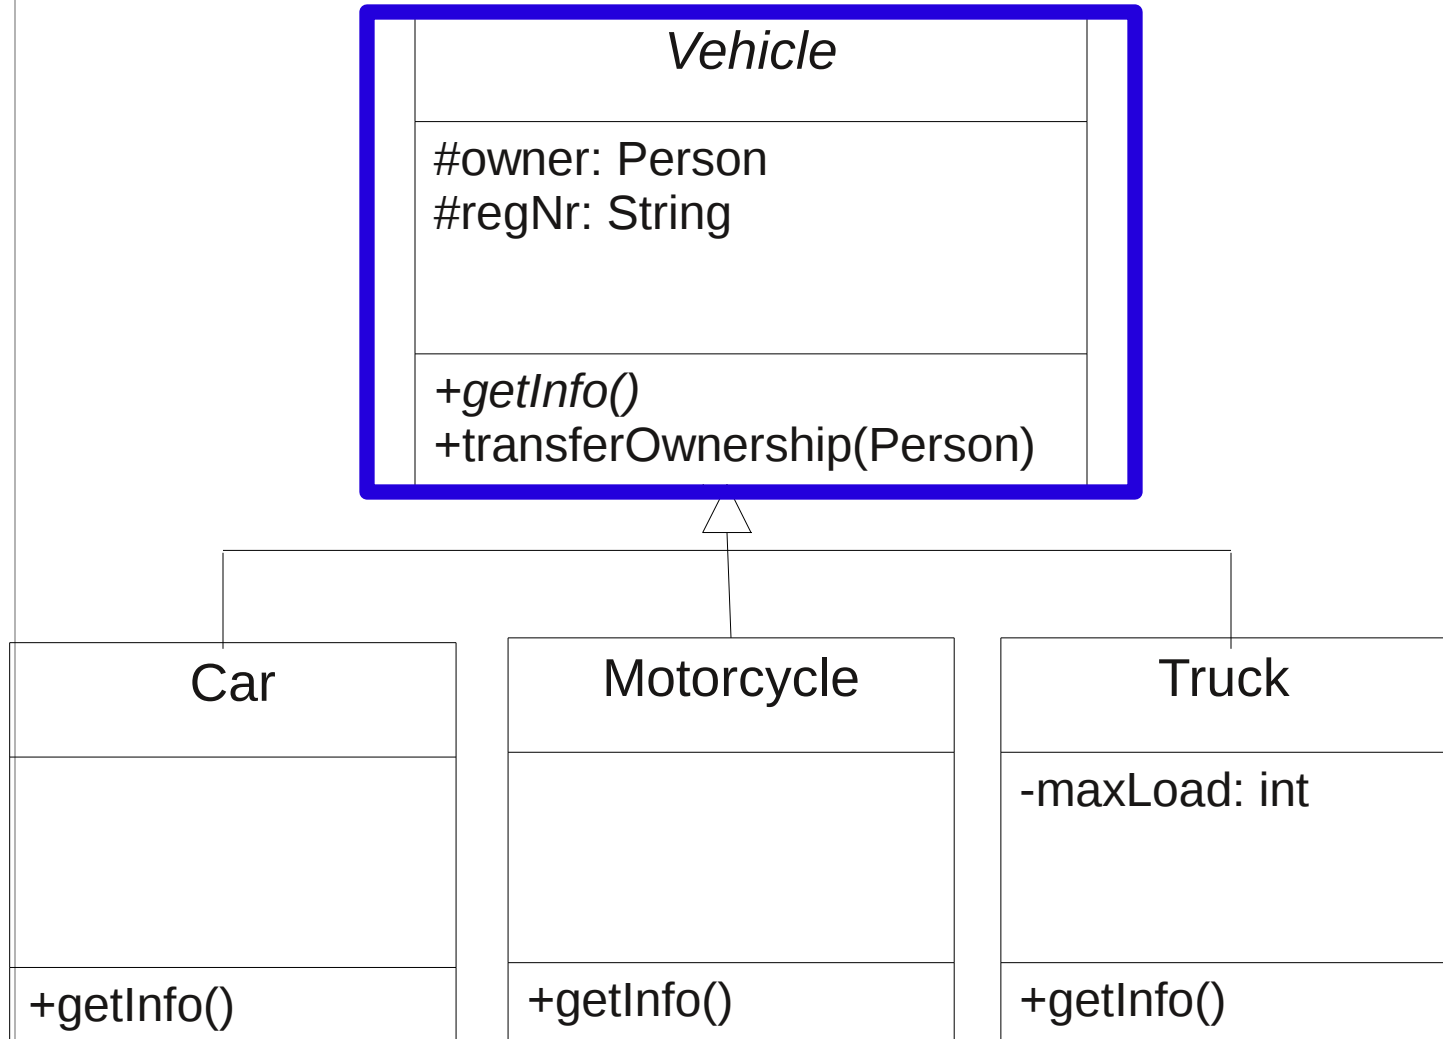 Vehicle
#owner: Person
#regNr: String
+getInfo()
+transferOwnership(Person)
Car
+getInfo()
Motorcycle
+getInfo()
Truck
-maxLoad: int
+getInfo()